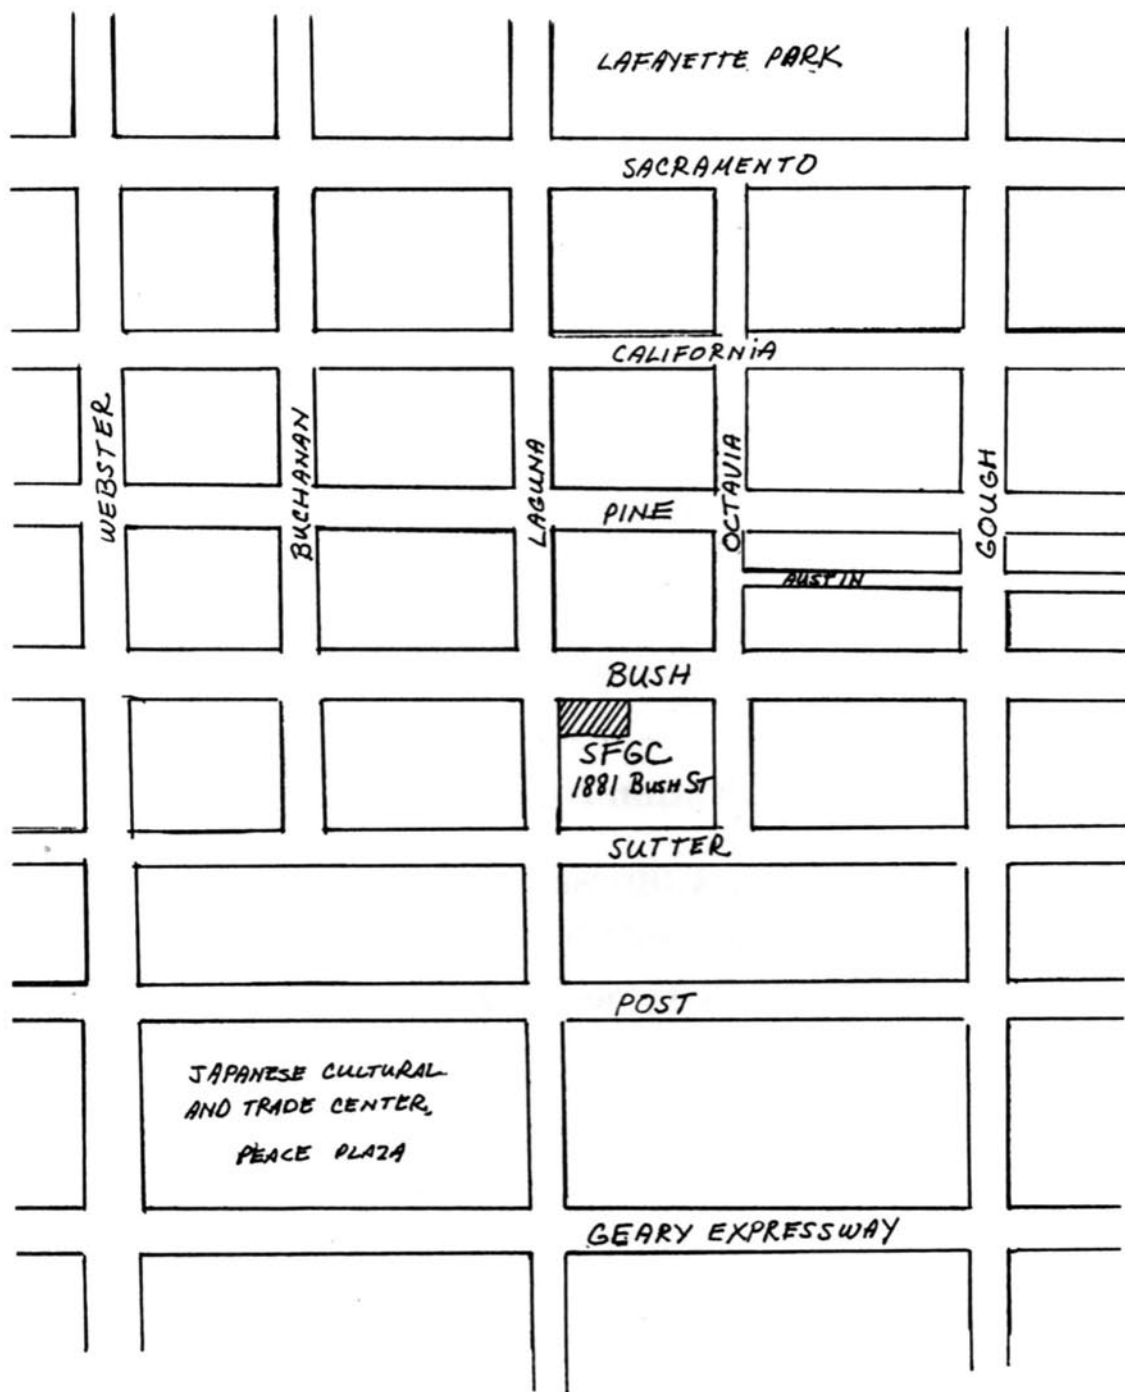 LAFAYETTE PARK
SACRAMENTO
CALIFORNIA
WEBSTER
BUCHANAN
LAGUNA
OCTAVIA
GOUGH
PINE
AUSTIN
BUSH
SFGC
1881 BUSH ST
SUTTER
POST
JAPANESE CULTURAL
AND TRADE CENTER,
PEACE PLAZA
GEARY EXPRESSWAY